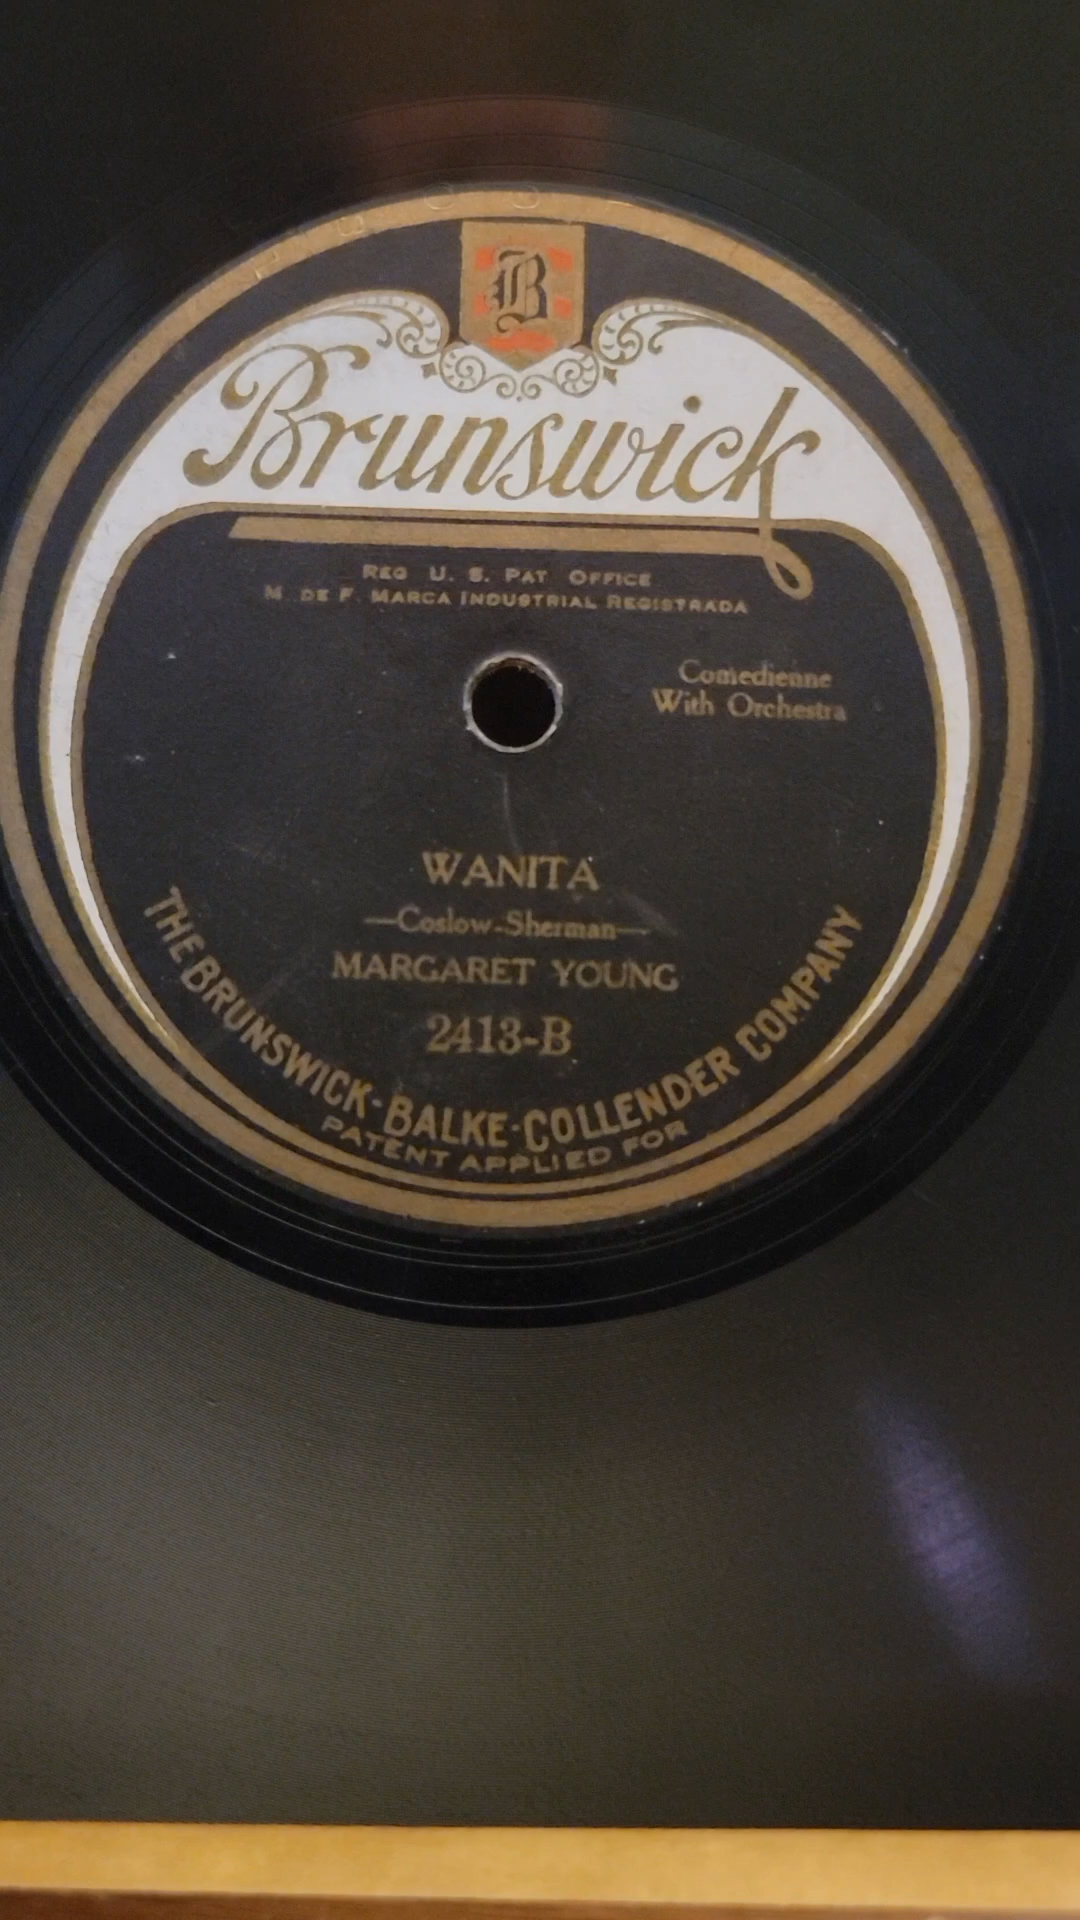 B
Brunswick
REG U. S. PAT OFFICE
M. DE F. MARCA INDUSTRIAL REGISTRADA
Comedienne
With Orchestra
WANITA
—Coslow-Sherman—
MARGARET YOUNG
2413-B
THE BRUNSWICK-BALKE-COLLENDER COMPANY
PATENT APPLIED FOR